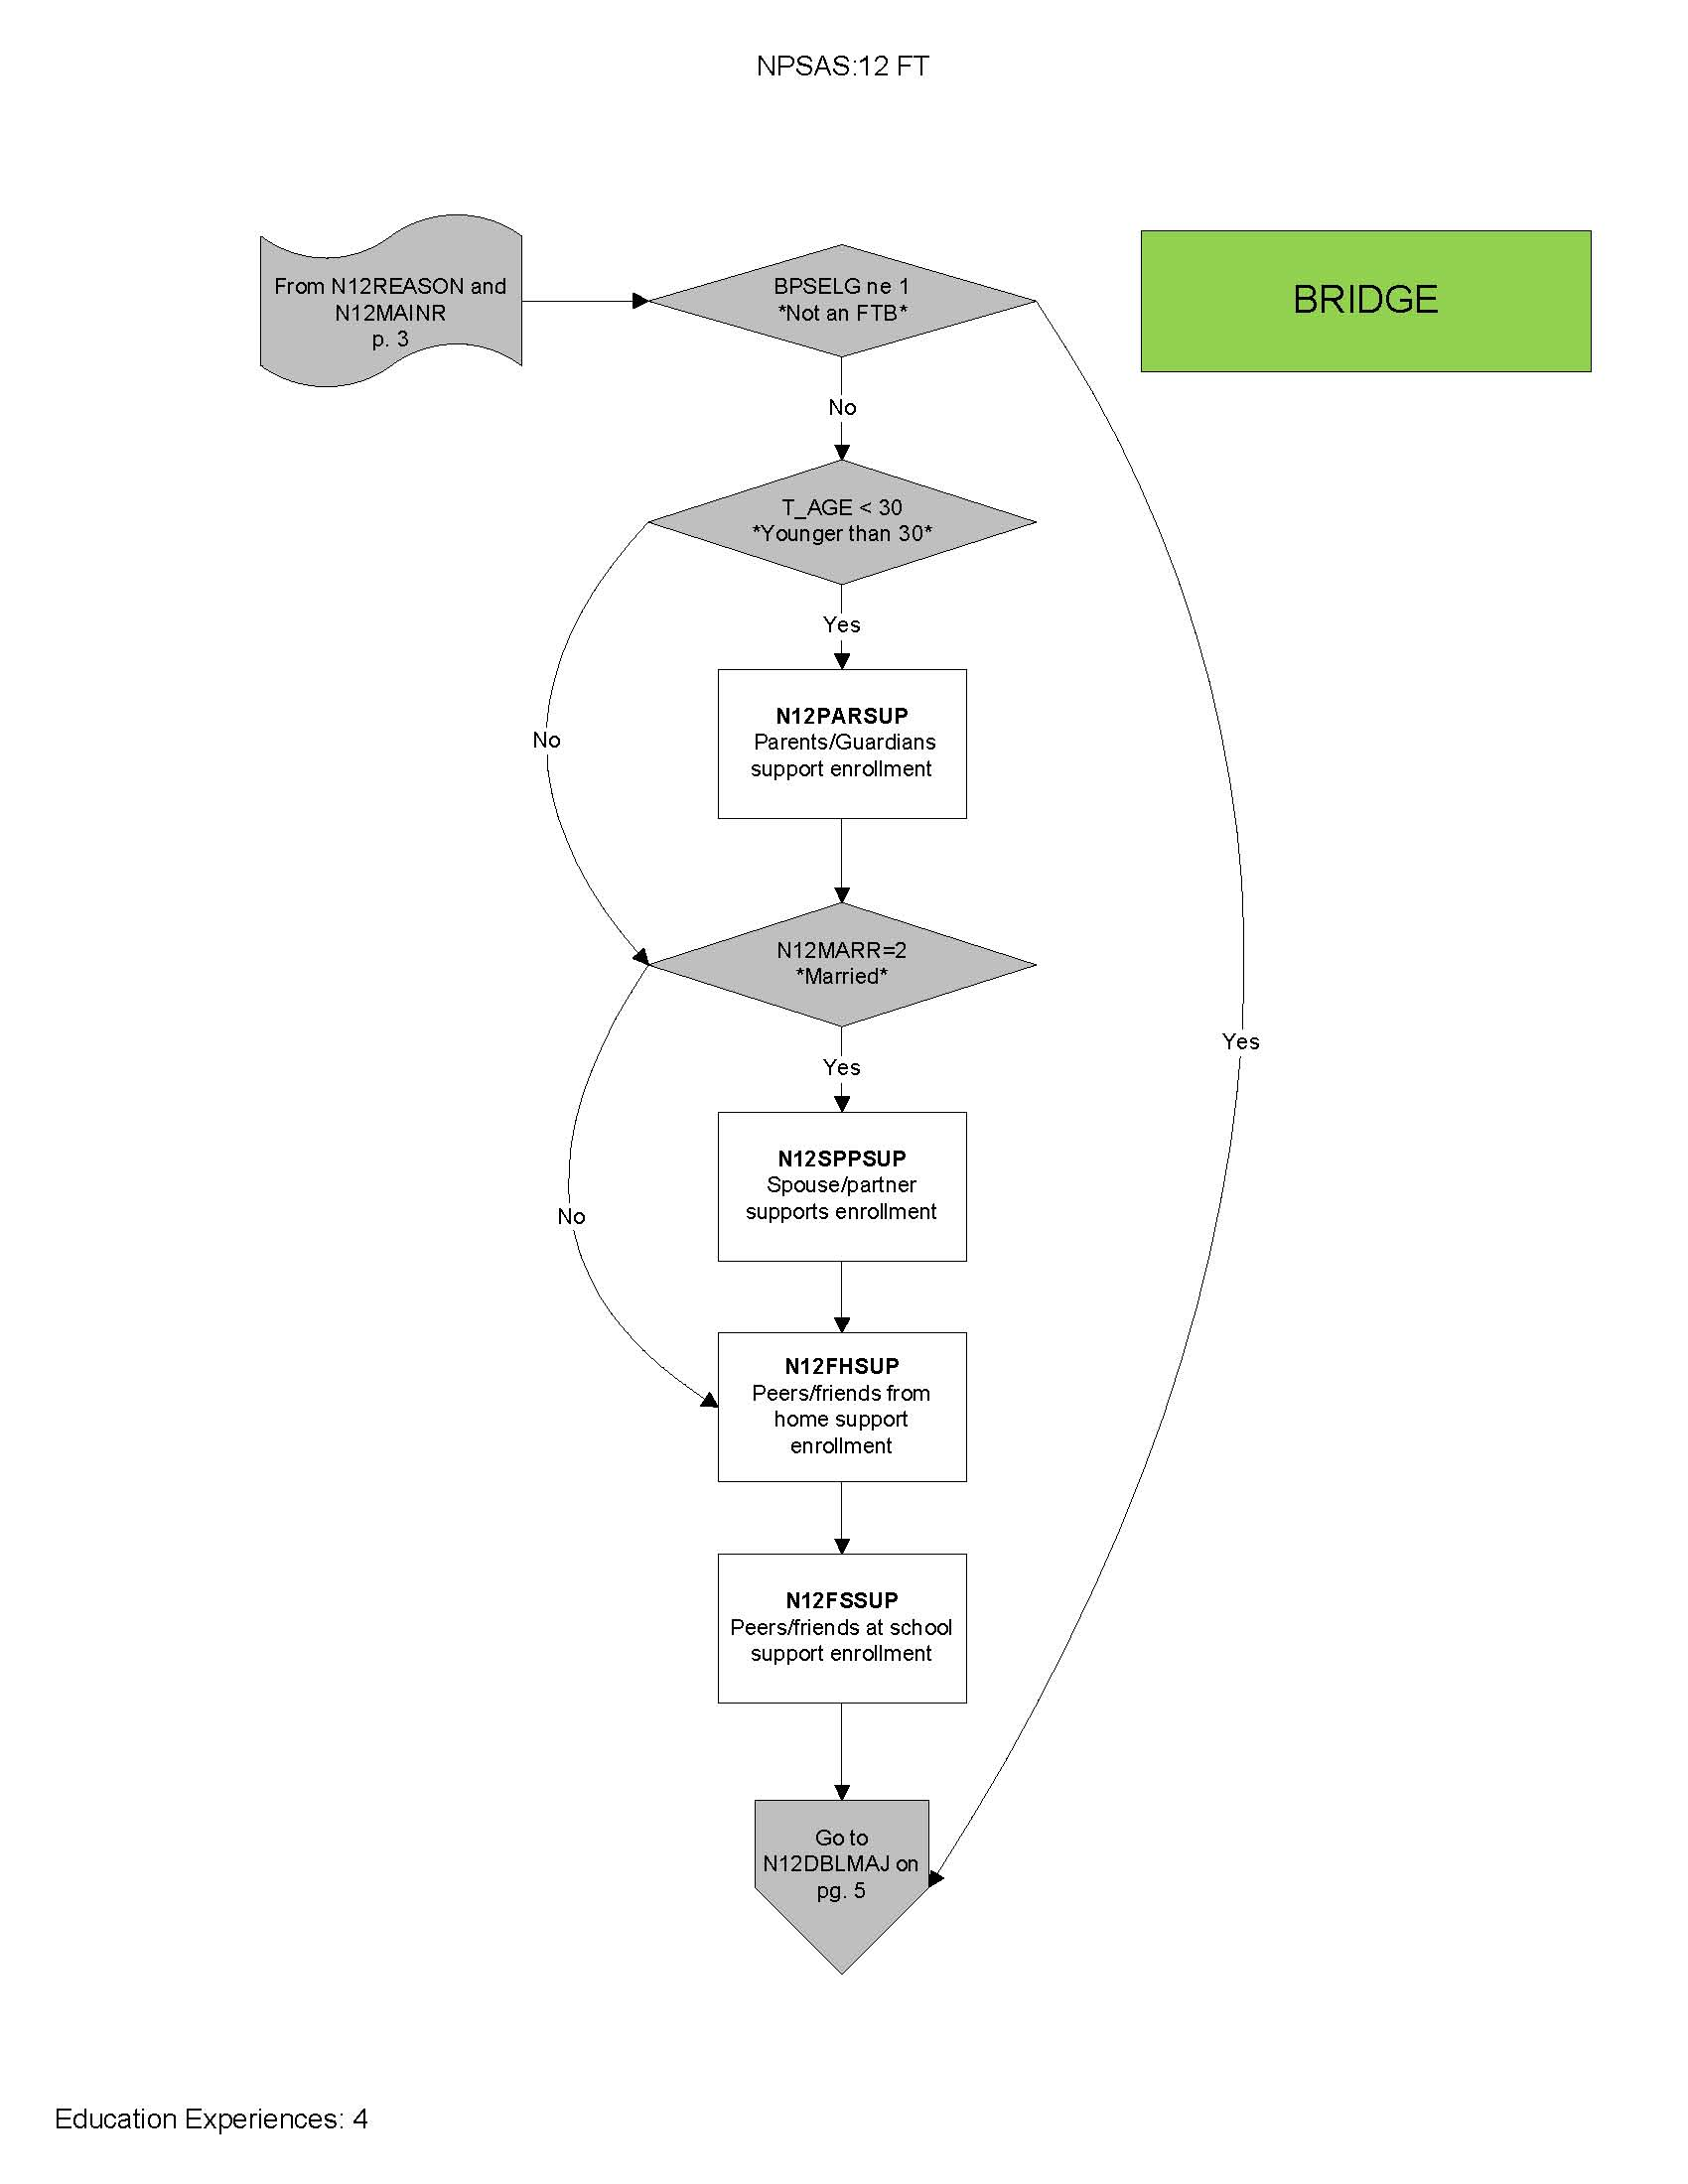 NPSAS:12 FT
From N12REASON and
N12MAINR
p. 3
BPSELG ne 1
*Not an FTB*
BRIDGE
No
T_AGE < 30
*Younger than 30*
Yes
N12PARSUP
Parents/Guardians
support enrollment
No
N12MARR=2
*Married*
Yes
Yes
N12SPPSUP
Spouse/partner
supports enrollment
No
N12FHSUP
Peers/friends from
home support
enrollment
N12FSSUP
Peers/friends at school
support enrollment
Go to
N12DBLMAJ on
pg. 5
Education Experiences: 4